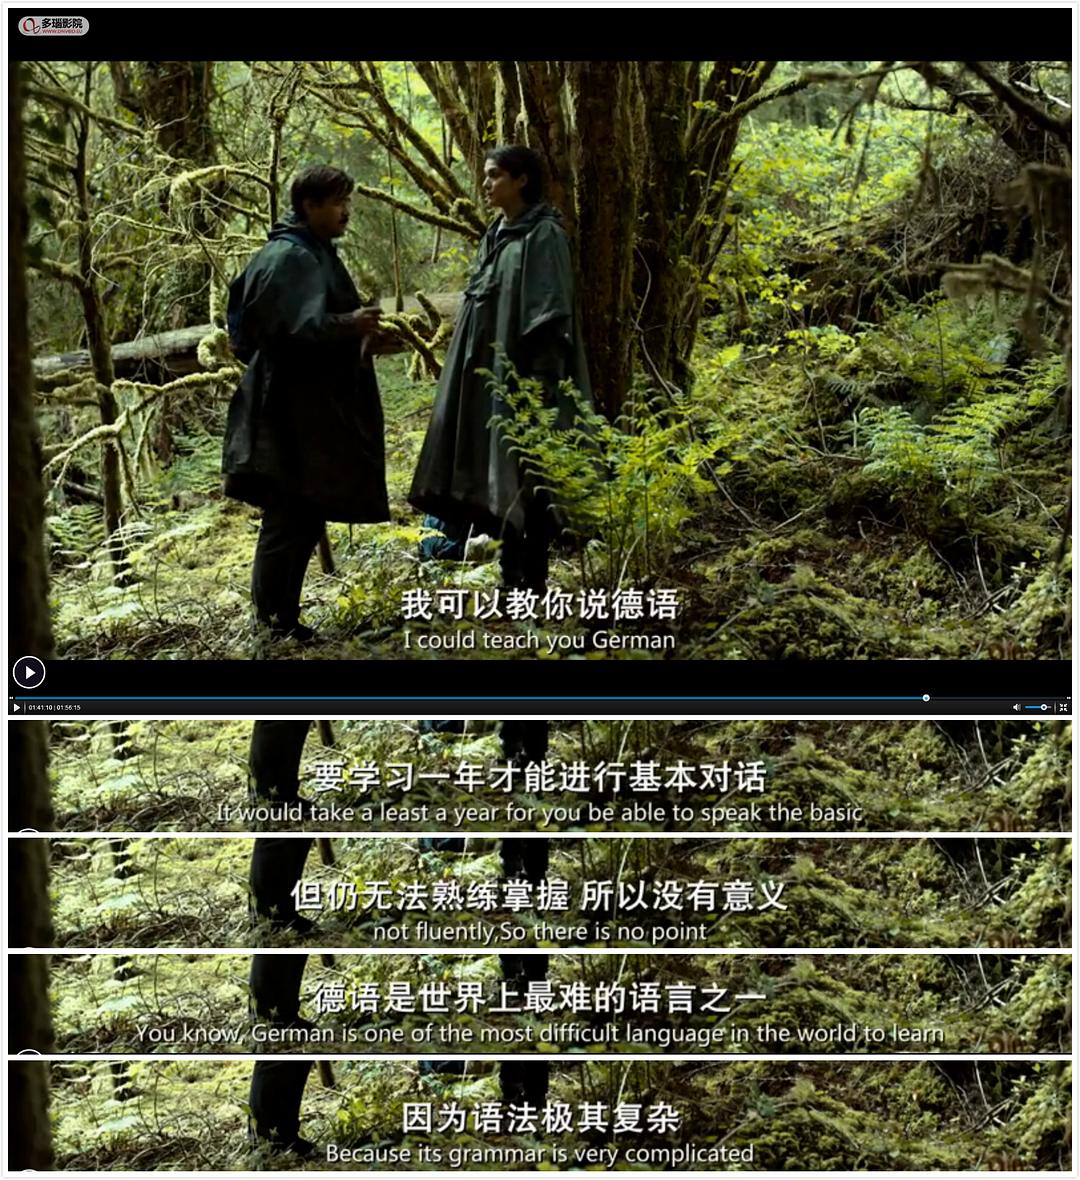 多瑙影院
WWW.DNVOD.EU
我可以教你说德语
I could teach you German
01:41:10 | 01:56:15
要学习一年才能进行基本对话
It would take a least a year for you be able to speak the basic
但仍无法熟练掌握 所以没有意义
not fluently,So there is no point
德语是世界上最难的语言之一
You know, German is one of the most difficult language in the world to learn
因为语法极其复杂
Because its grammar is very complicated